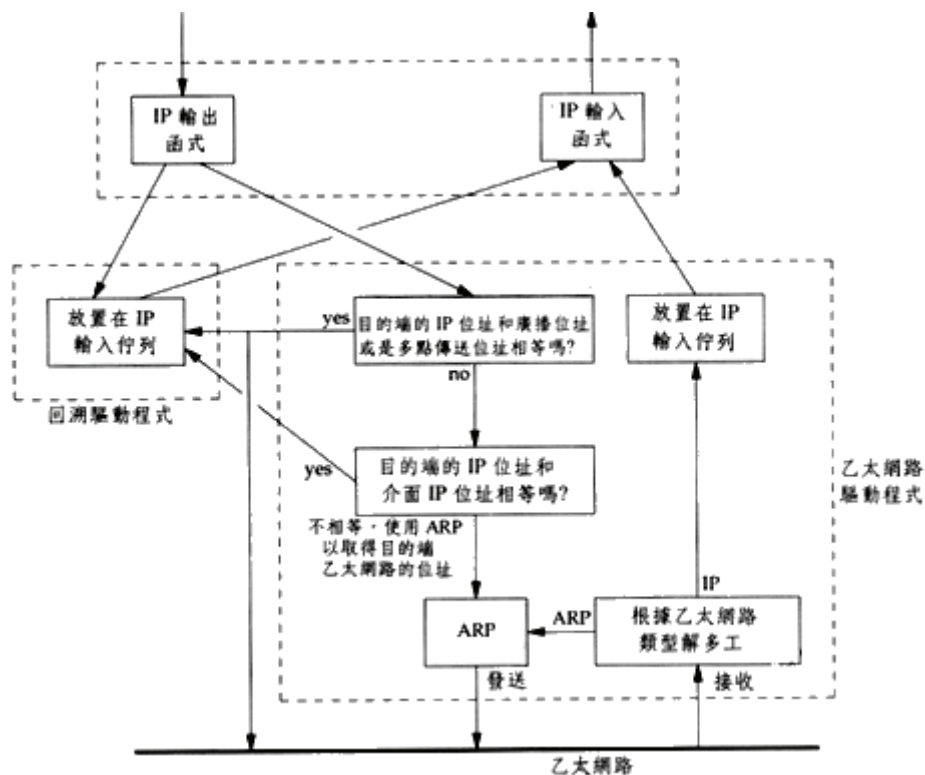 IP 輸出
函式
IP 輸入
函式
放置在 IP
輸入佇列
yes
目的端的 IP 位址和廣播位址
或是多點傳送位址相等嗎?
放置在 IP
輸入佇列
no
回溯驅動程式
yes
目的端的 IP 位址和
介面 IP 位址相等嗎?
乙太網路
驅動程式
不相等,使用 ARP
以取得目的端
乙太網路的位址
IP
ARP
ARP
根據乙太網路
類型解多工
發送
接收
乙太網路